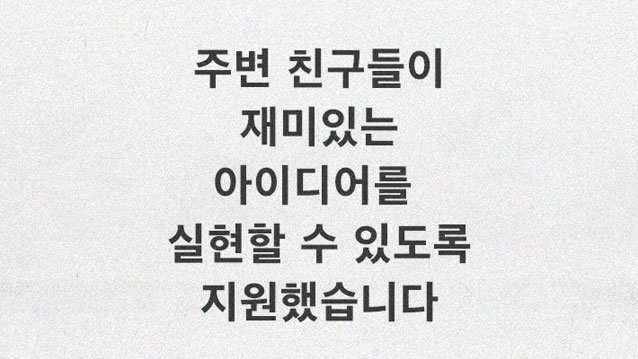 주변 친구들이
재미있는
아이디어를
실현할 수 있도록
지원했습니다